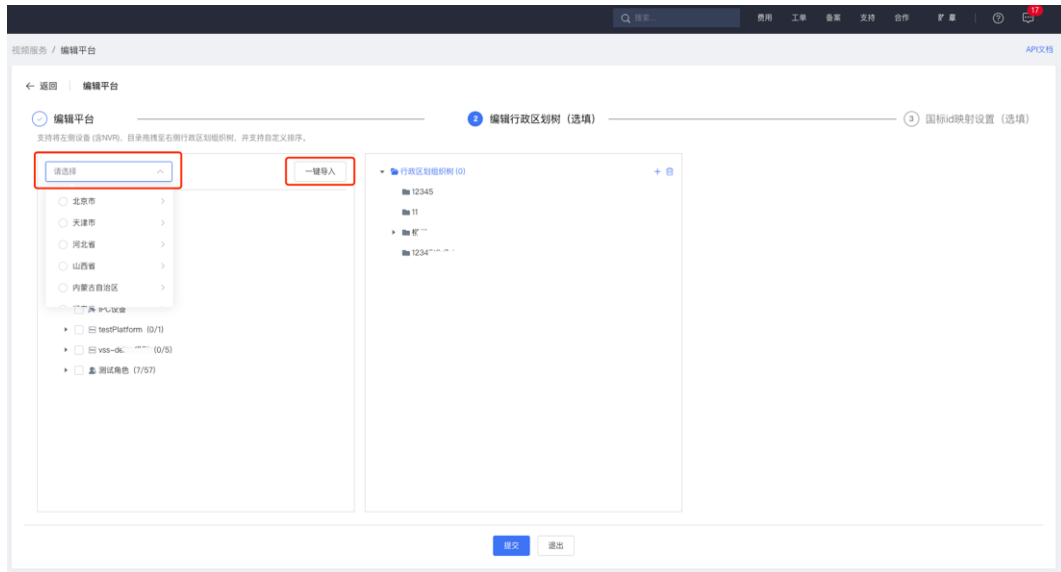 搜索...
费用 工单 备案 支持 合作
17
视频服务 / 编辑平台
API文档
← 返回 编辑平台
编辑平台
2 编辑行政区划树（选填）
3 国标id映射设置（选填）
支持将左侧设备(含NVR)、目录拖拽至右侧行政区划组织树，并支持自定义排序。
请选择
一键导入
行政区划组织树(0)
北京市
12345
天津市
11
河北省
山西省
1234
内蒙古自治区
IPC设备
testPlatform (0/1)
vss-de (0/5)
测试角色 (7/57)
提交
退出